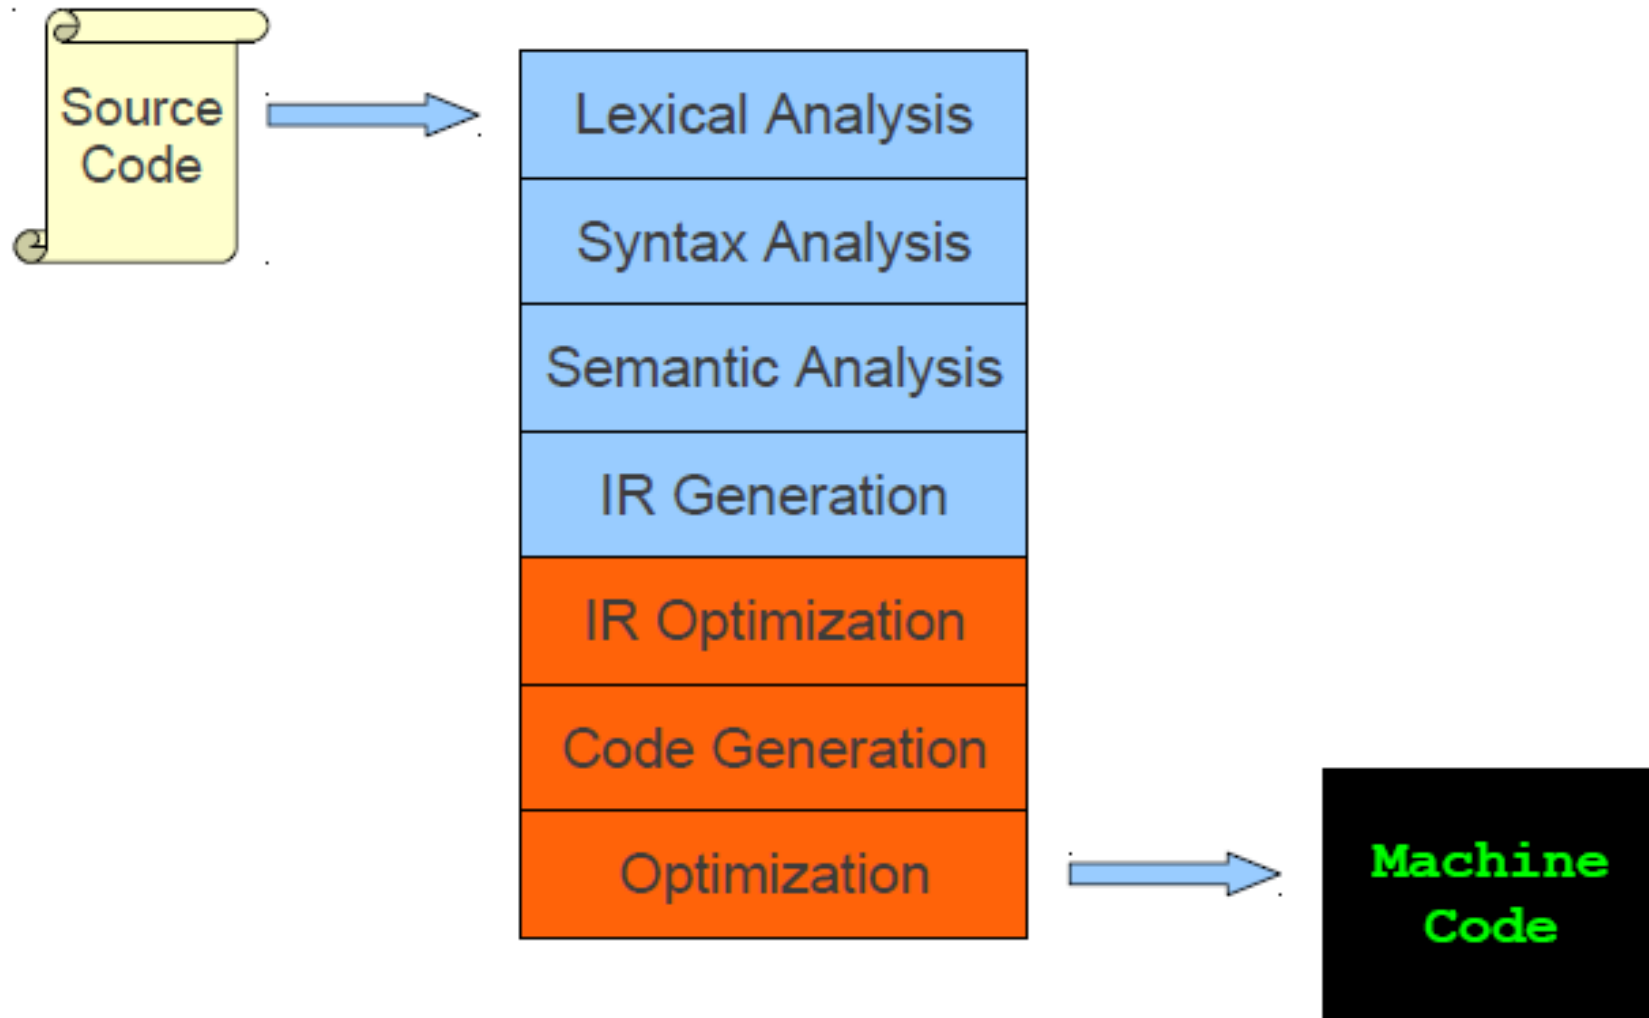 Source
Code
Lexical Analysis
Syntax Analysis
Semantic Analysis
IR Generation
IR Optimization
Code Generation
Optimization
Machine
Code